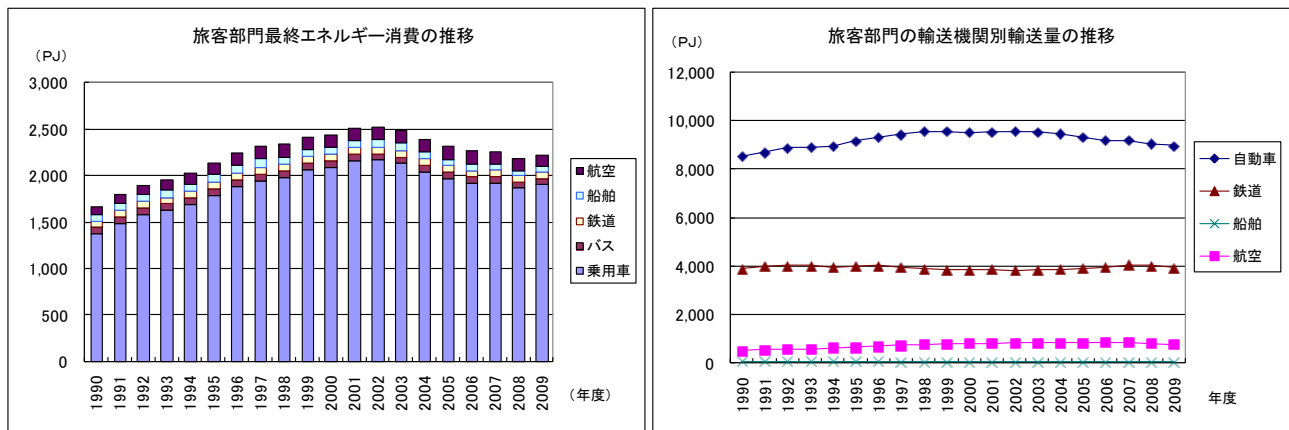 旅客部門最終エネルギー消費の推移
（PJ）
3,000
2,500
2,000
1,500
1,000
500
0
1990 1991 1992 1993 1994 1995 1996 1997 1998 1999 2000 2001 2002 2003 2004 2005 2006 2007 2008 2009
（年度）
航空
船舶
鉄道
バス
乗用車
旅客部門の輸送機関別輸送量の推移
（PJ）
12,000
10,000
8,000
6,000
4,000
2,000
0
1990 1991 1992 1993 1994 1995 1996 1997 1998 1999 2000 2001 2002 2003 2004 2005 2006 2007 2008 2009
年度
自動車
鉄道
船舶
航空